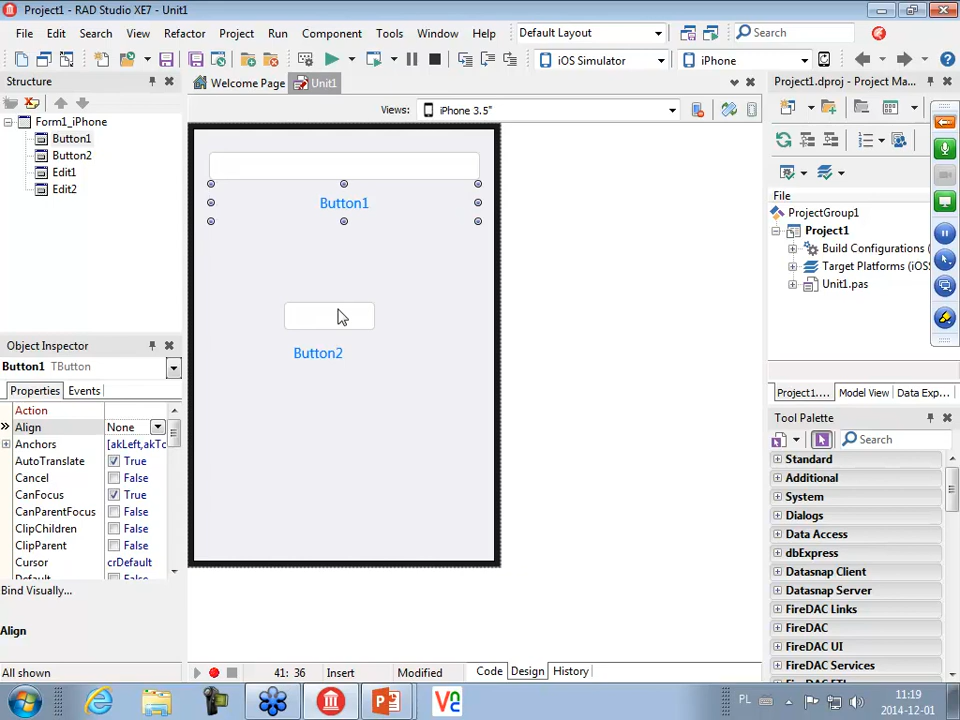 Project1 - RAD Studio XE7 - Unit1
File Edit Search View Refactor Project Run Component Tools Window Help
Default Layout
Search
iOS Simulator
iPhone
Structure
Welcome Page
Unit1
Project1.dproj - Project Ma...
Views:
iPhone 3.5"
Form1_iPhone
Button1
Button2
Edit1
Edit2
Button1
Button2
File
ProjectGroup1
Project1
Build Configurations (
Target Platforms (iOS
Unit1.pas
Object Inspector
Button1 TButton
Properties Events
Action
Align None
Anchors [akLeft,akTo
AutoTranslate True
Cancel False
CanFocus True
CanParentFocus False
ClipChildren False
ClipParent False
Cursor crDefault
Default False
Bind Visually...
Align
All shown
Project1.... Model View Data Exp...
Tool Palette
Search
Standard
Additional
System
Dialogs
Data Access
dbExpress
Datasnap Client
Datasnap Server
FireDAC Links
FireDAC
FireDAC UI
FireDAC Services
41: 36 Insert Modified
Code Design History
PL
11:19
2014-12-01